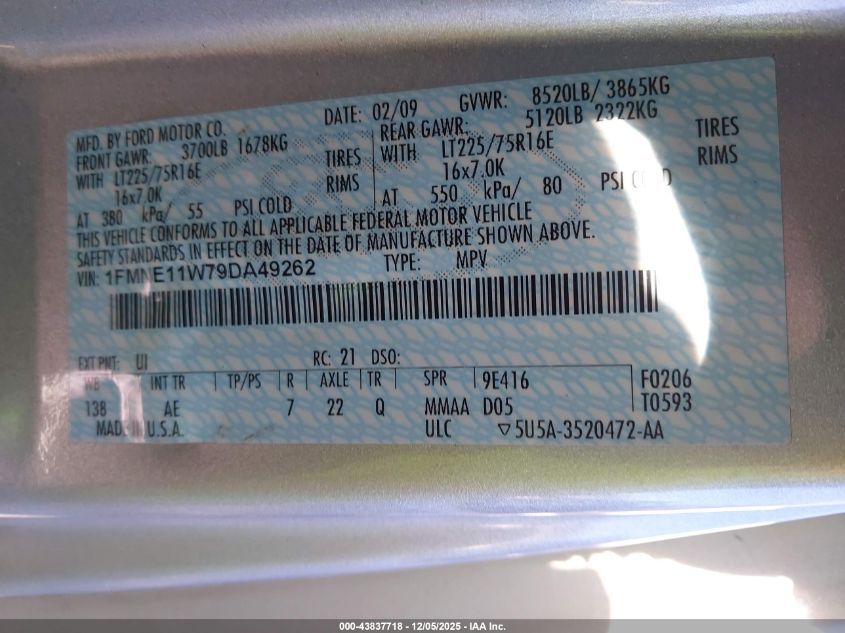 MFD. BY FORD MOTOR CO. DATE: 02/09 GVWR: 8520LB/ 3865KG
FRONT GAWR: 3700LB 1678KG REAR GAWR: 5120LB 2322KG
WITH LT225/75R16E TIRES WITH LT225/75R16E TIRES
16x7.0K RIMS 16x7.0K RIMS
AT 380 kPa/ 55 PSI COLD AT 550 kPa/ 80 PSI COLD
THIS VEHICLE CONFORMS TO ALL APPLICABLE FEDERAL MOTOR VEHICLE
SAFETY STANDARDS IN EFFECT ON THE DATE OF MANUFACTURE SHOWN ABOVE.
VIN: 1FMNE11W79DA49262 TYPE: MPV
EXT PNT: UI RC: 21 DSO:
WB INT TR TP/PS R AXLE TR SPR 9E416 F0206
138 AE 7 22 Q MMAA D05 T0593
MADE IN U.S.A. ULC ▽5U5A-3520472-AA
000-43837718 - 12/05/2025 - IAA Inc.